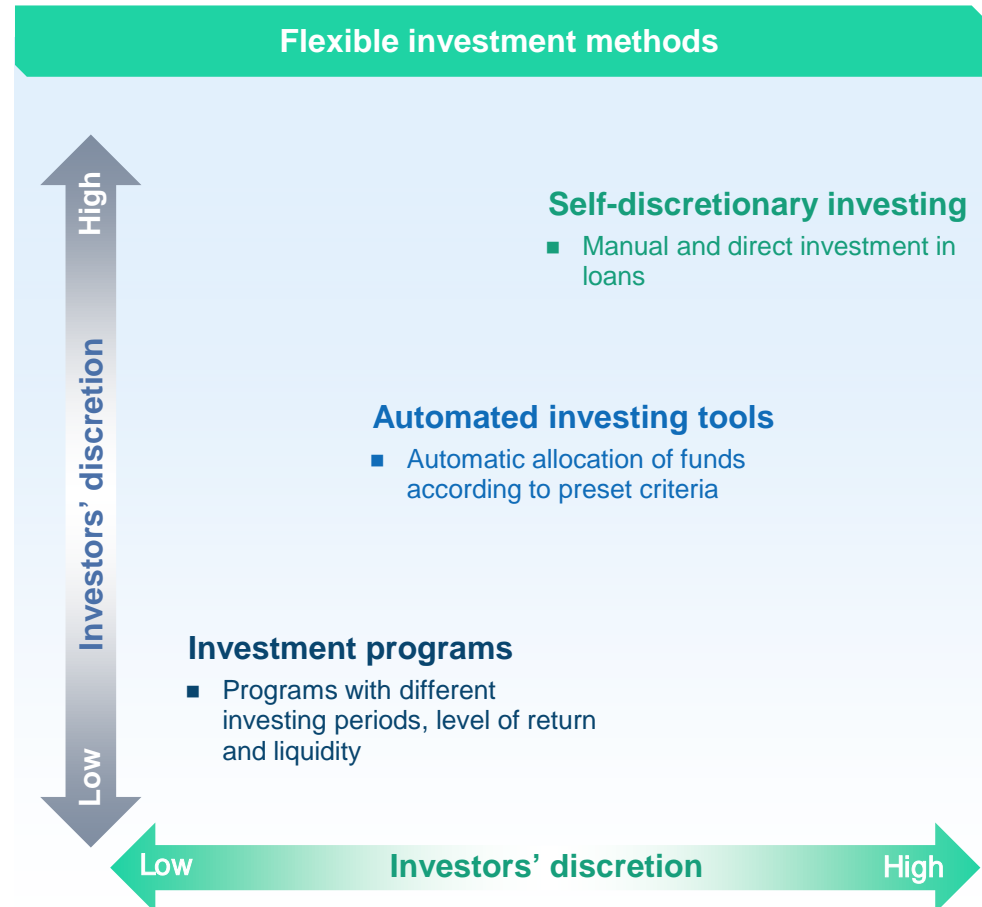 Flexible investment methods
High
Investors’ discretion
Low
Self-discretionary investing
■ Manual and direct investment in
loans
Automated investing tools
■ Automatic allocation of funds
according to preset criteria
Investment programs
■ Programs with different
investing periods, level of return
and liquidity
Low Investors’ discretion High